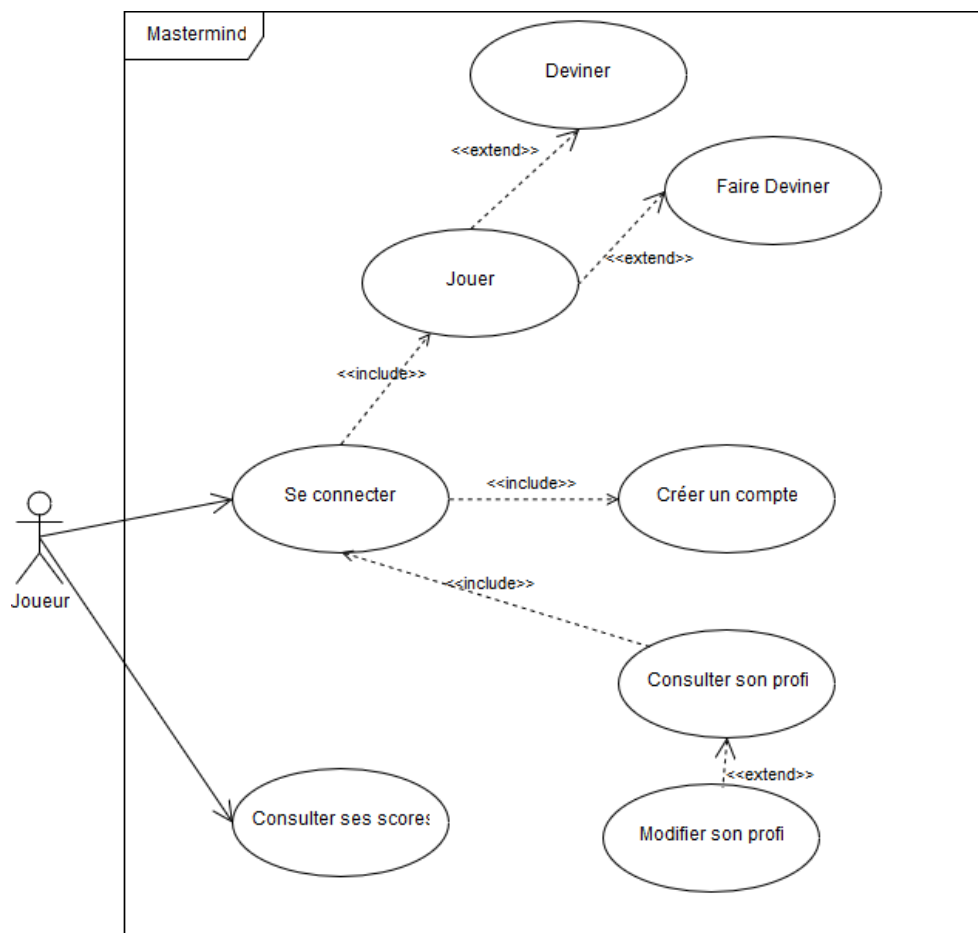 Mastermind
Deviner
<<extend>>
Faire Deviner
<<extend>>
Jouer
<<include>>
Se connecter
<<include>>
Créer un compte
Joueur
<<include>>
Consulter son profi
<<extend>>
Consulter ses scores
Modifier son profi